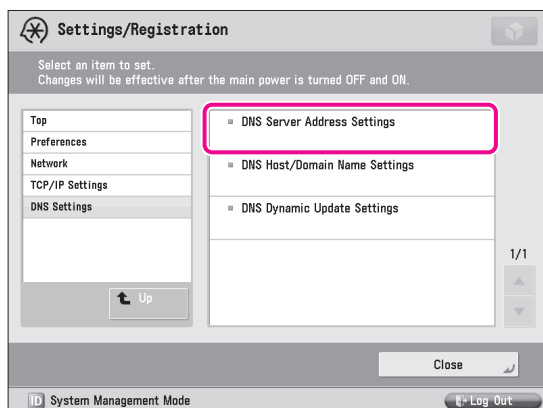 Settings/Registration
Select an item to set.
Changes will be effective after the main power is turned OFF and ON.
Top
Preferences
Network
TCP/IP Settings
DNS Settings
Up
DNS Server Address Settings
DNS Host/Domain Name Settings
DNS Dynamic Update Settings
1/1
Close
ID System Management Mode
Log Out